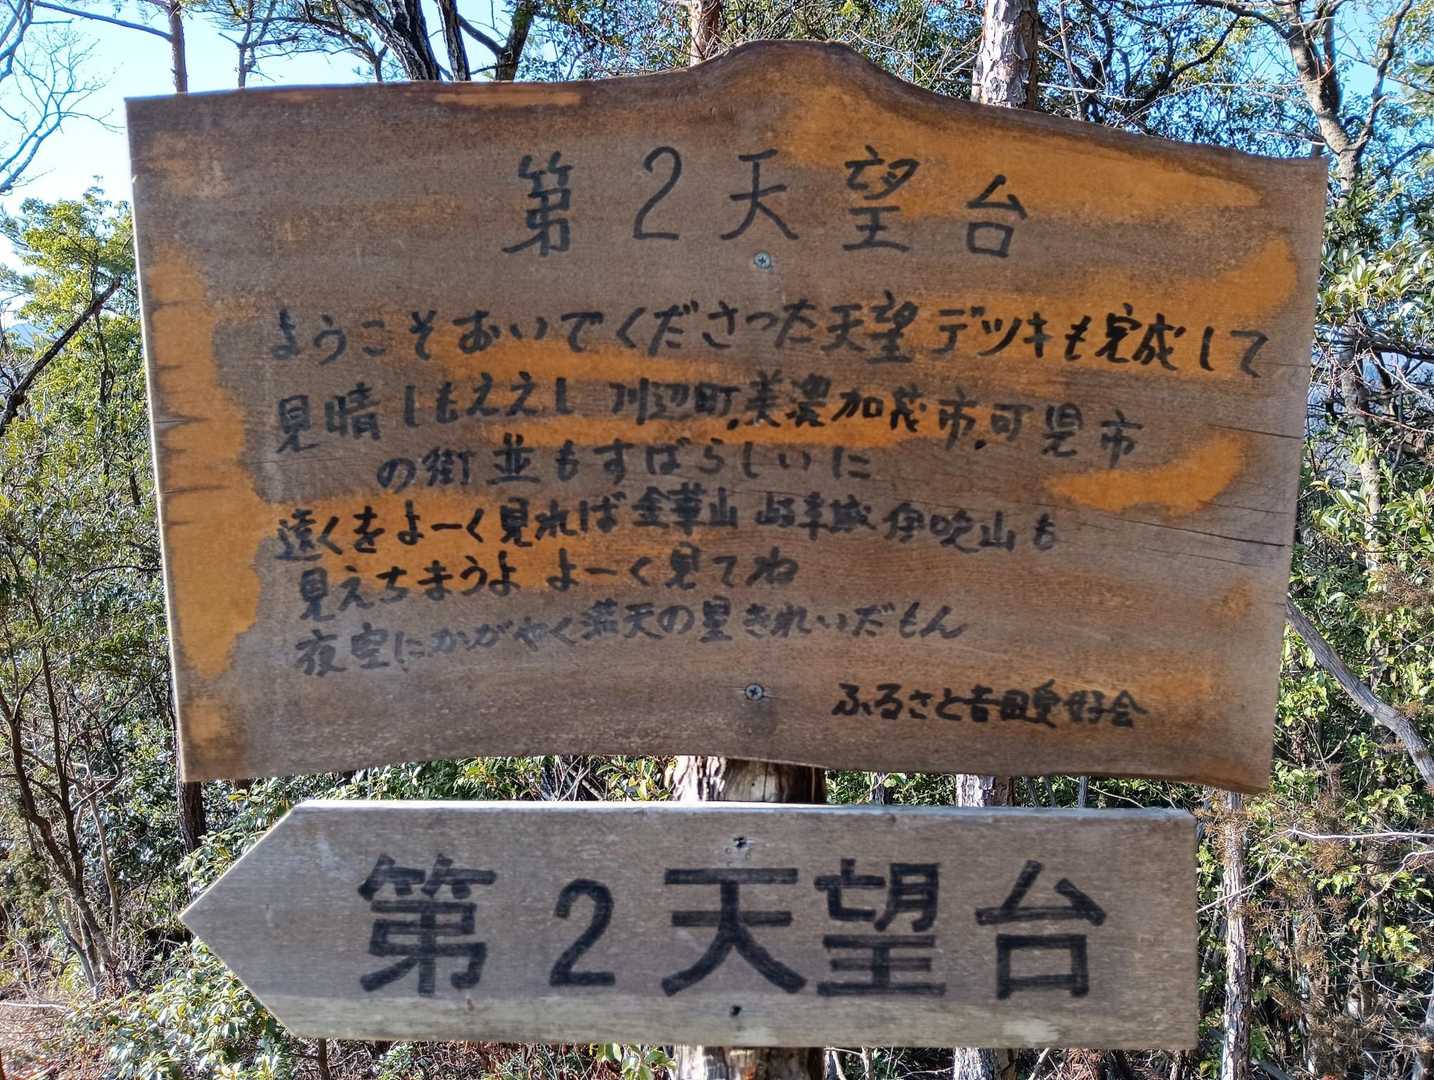 第2天望台
ようこそおいでくださった天望デツキも完成して
見晴しもええし 川辺町,美濃加茂市,可児市
の街並もすばらしいに
遠くをよーく見れば金華山 岐阜城 伊吹山も
見えちまうよ よーく見てね
夜空にかがやく満天の星きれいだもん
ふるさと吉田愛好会
第2天望台